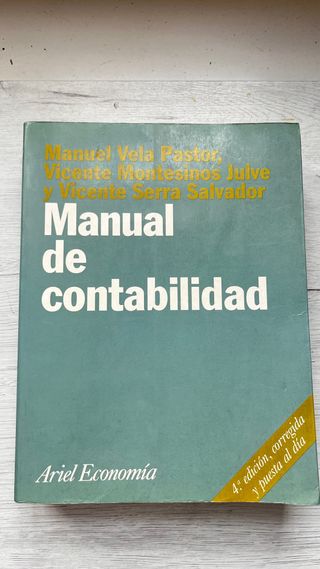 Manuel Vela Pastor,
Vicente Montesinos Julve
y Vicente Serra Salvador
Manual
de
contabilidad
4.ª edición, corregida
y puesta al día
Ariel Economía